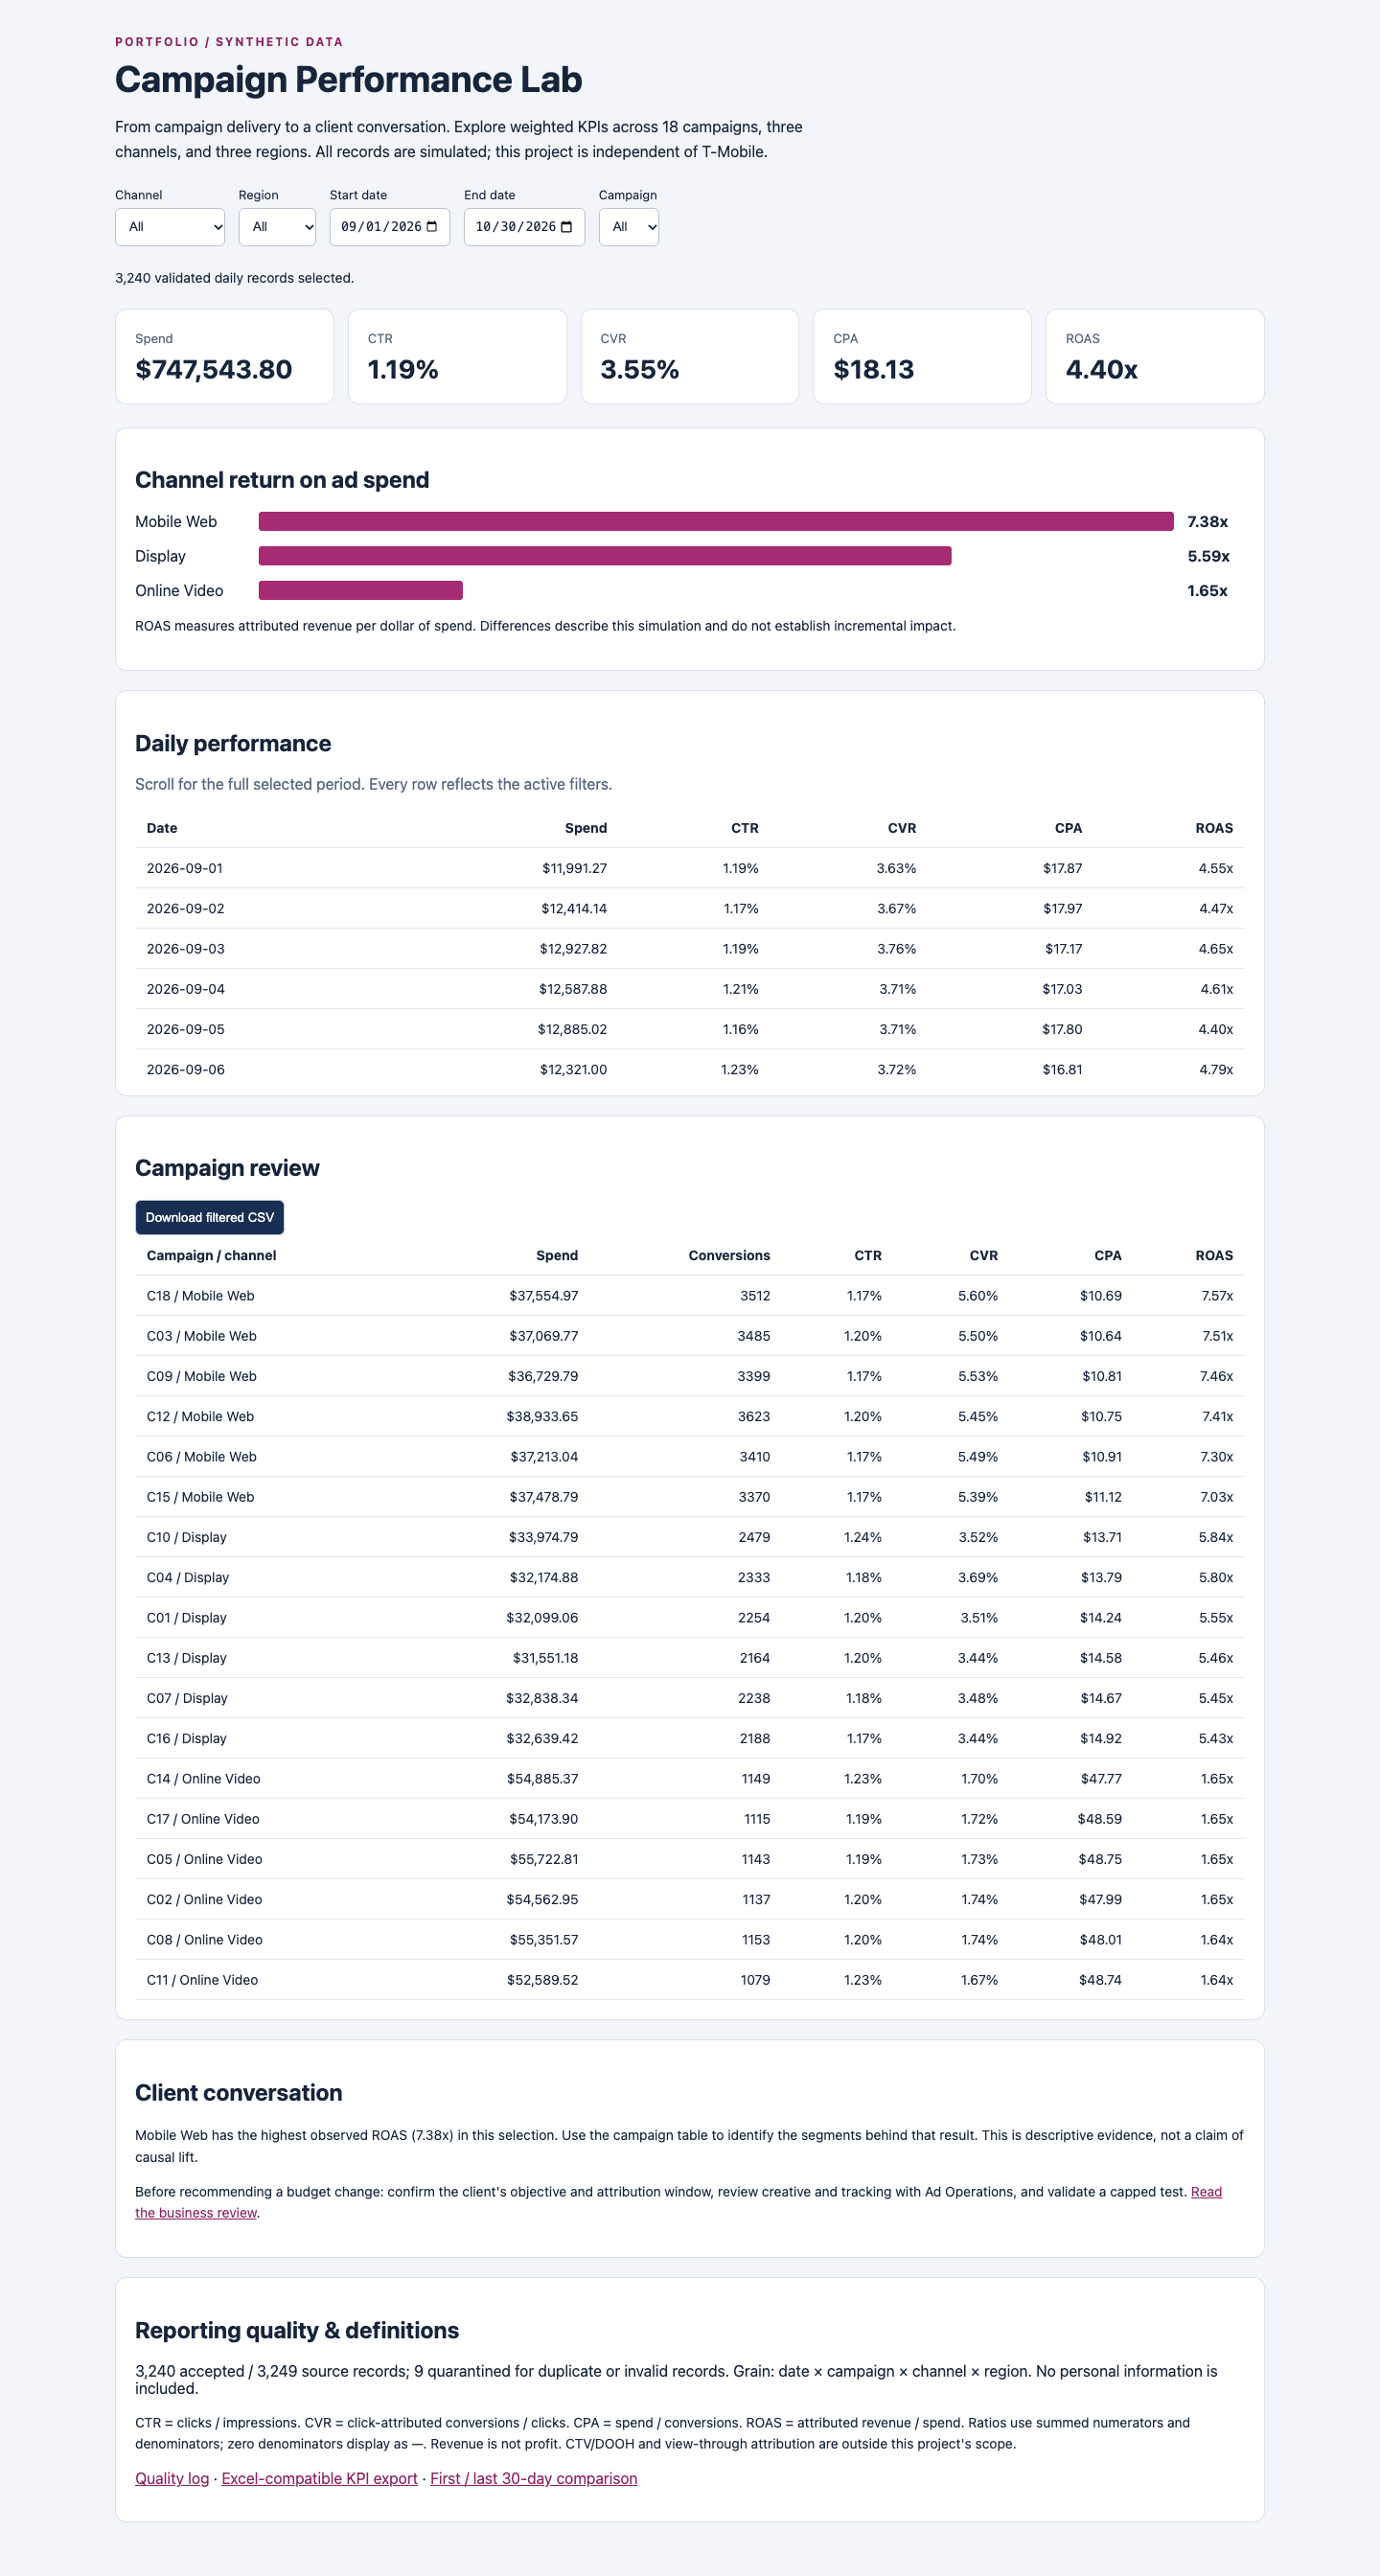 PORTFOLIO / SYNTHETIC DATA
Campaign Performance Lab
From campaign delivery to a client conversation. Explore weighted KPIs across 18 campaigns, three
channels, and three regions. All records are simulated; this project is independent of T-Mobile.
Channel Region Start date End date Campaign
All All 09/01/2026 10/30/2026 All
3,240 validated daily records selected.
Spend CTR CVR CPA ROAS
$747,543.80 1.19% 3.55% $18.13 4.40x
Channel return on ad spend
Mobile Web 7.38x
Display 5.59x
Online Video 1.65x
ROAS measures attributed revenue per dollar of spend. Differences describe this simulation and do not establish incremental impact.
Daily performance
Scroll for the full selected period. Every row reflects the active filters.
Date Spend CTR CVR CPA ROAS
2026-09-01 $11,991.27 1.19% 3.63% $17.87 4.55x
2026-09-02 $12,414.14 1.17% 3.67% $17.97 4.47x
2026-09-03 $12,927.82 1.19% 3.76% $17.17 4.65x
2026-09-04 $12,587.88 1.21% 3.71% $17.03 4.61x
2026-09-05 $12,885.02 1.16% 3.71% $17.80 4.40x
2026-09-06 $12,321.00 1.23% 3.72% $16.81 4.79x
Campaign review
Download filtered CSV
Campaign / channel Spend Conversions CTR CVR CPA ROAS
C18 / Mobile Web $37,554.97 3512 1.17% 5.60% $10.69 7.57x
C03 / Mobile Web $37,069.77 3485 1.20% 5.50% $10.64 7.51x
C09 / Mobile Web $36,729.79 3399 1.17% 5.53% $10.81 7.46x
C12 / Mobile Web $38,933.65 3623 1.20% 5.45% $10.75 7.41x
C06 / Mobile Web $37,213.04 3410 1.17% 5.49% $10.91 7.30x
C15 / Mobile Web $37,478.79 3370 1.17% 5.39% $11.12 7.03x
C10 / Display $33,974.79 2479 1.24% 3.52% $13.71 5.84x
C04 / Display $32,174.88 2333 1.18% 3.69% $13.79 5.80x
C01 / Display $32,099.06 2254 1.20% 3.51% $14.24 5.55x
C13 / Display $31,551.18 2164 1.20% 3.44% $14.58 5.46x
C07 / Display $32,838.34 2238 1.18% 3.48% $14.67 5.45x
C16 / Display $32,639.42 2188 1.17% 3.44% $14.92 5.43x
C14 / Online Video $54,885.37 1149 1.23% 1.70% $47.77 1.65x
C17 / Online Video $54,173.90 1115 1.19% 1.72% $48.59 1.65x
C05 / Online Video $55,722.81 1143 1.19% 1.73% $48.75 1.65x
C02 / Online Video $54,562.95 1137 1.20% 1.74% $47.99 1.65x
C08 / Online Video $55,351.57 1153 1.20% 1.74% $48.01 1.64x
C11 / Online Video $52,589.52 1079 1.23% 1.67% $48.74 1.64x
Client conversation
Mobile Web has the highest observed ROAS (7.38x) in this selection. Use the campaign table to identify the segments behind that result. This is descriptive evidence, not a claim of
causal lift.
Before recommending a budget change: confirm the client's objective and attribution window, review creative and tracking with Ad Operations, and validate a capped test. Read
the business review.
Reporting quality & definitions
3,240 accepted / 3,249 source records; 9 quarantined for duplicate or invalid records. Grain: date × campaign × channel × region. No personal information is
included.
CTR = clicks / impressions. CVR = click-attributed conversions / clicks. CPA = spend / conversions. ROAS = attributed revenue / spend. Ratios use summed numerators and
denominators; zero denominators display as —. Revenue is not profit. CTV/DOOH and view-through attribution are outside this project's scope.
Quality log · Excel-compatible KPI export · First / last 30-day comparison